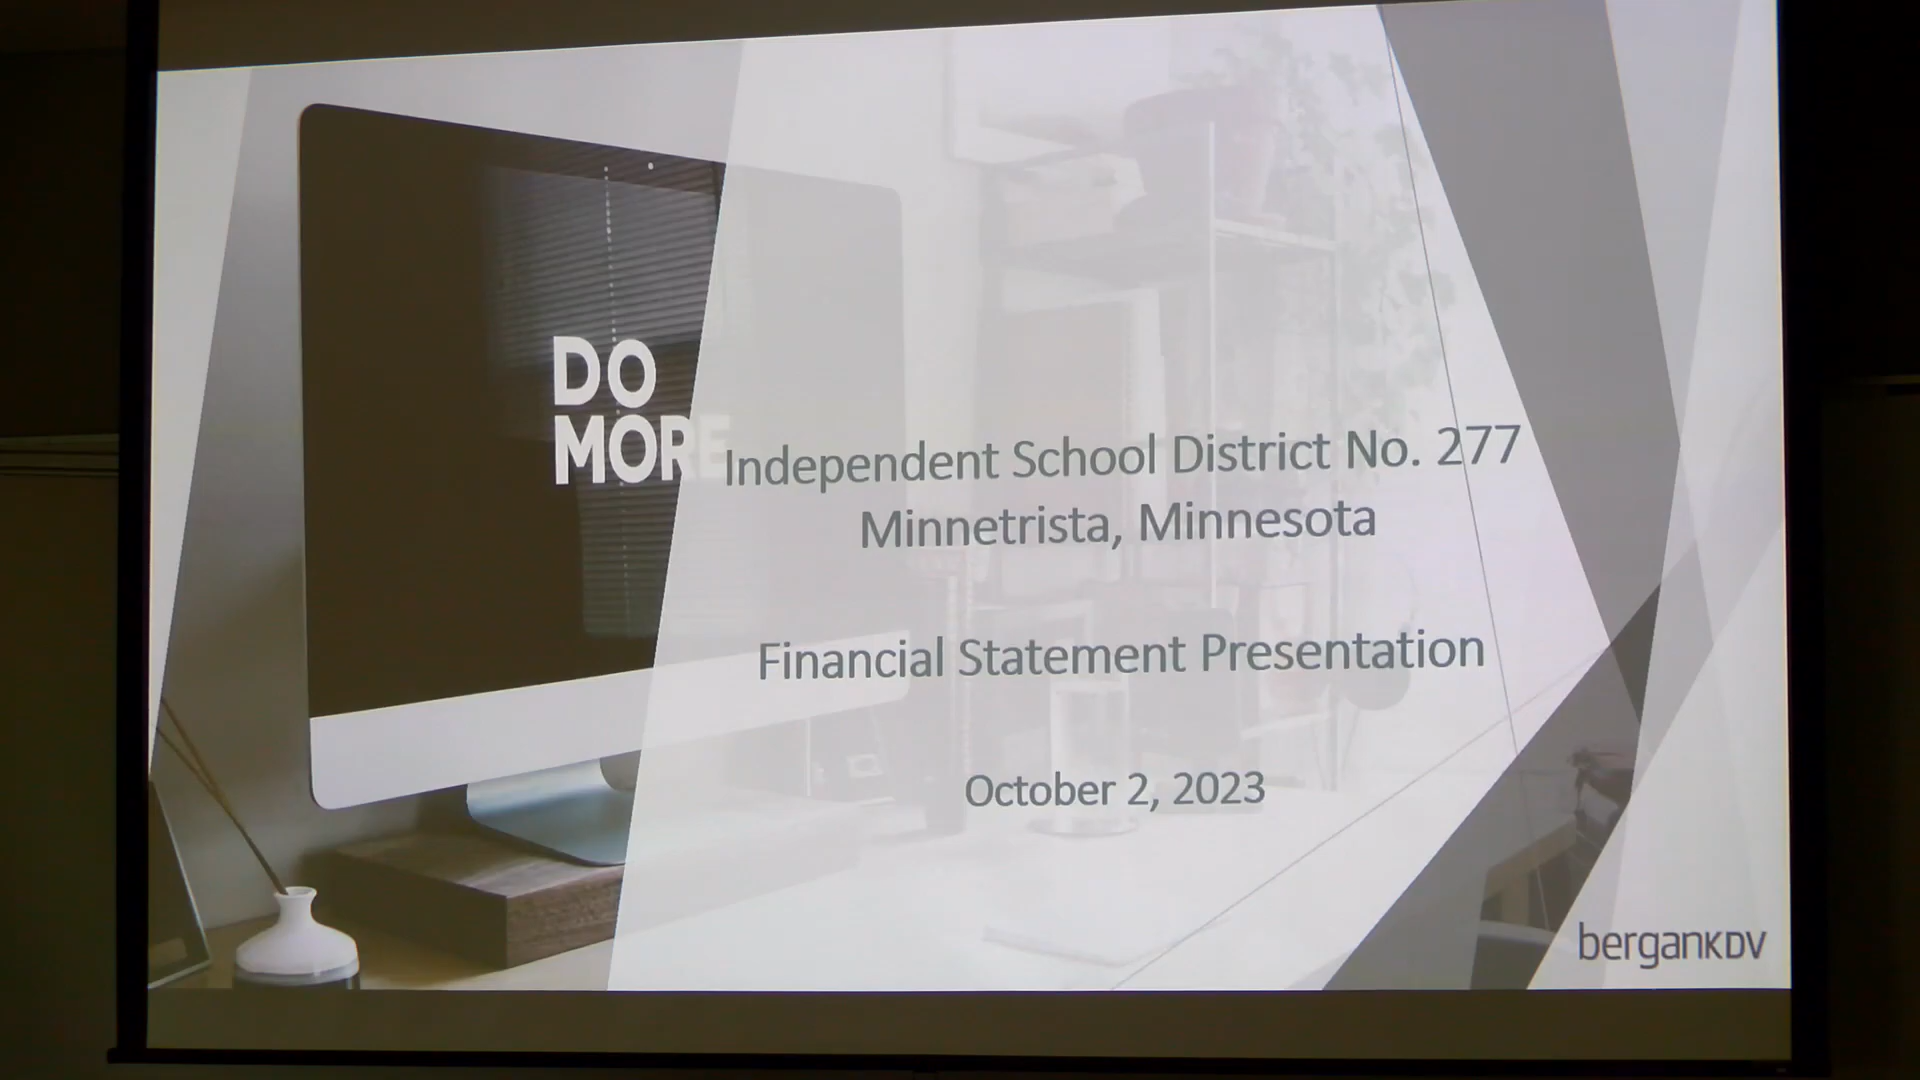 DO
MORE
Independent School District No. 277
Minnetrista, Minnesota
Financial Statement Presentation
October 2, 2023
berganKDV